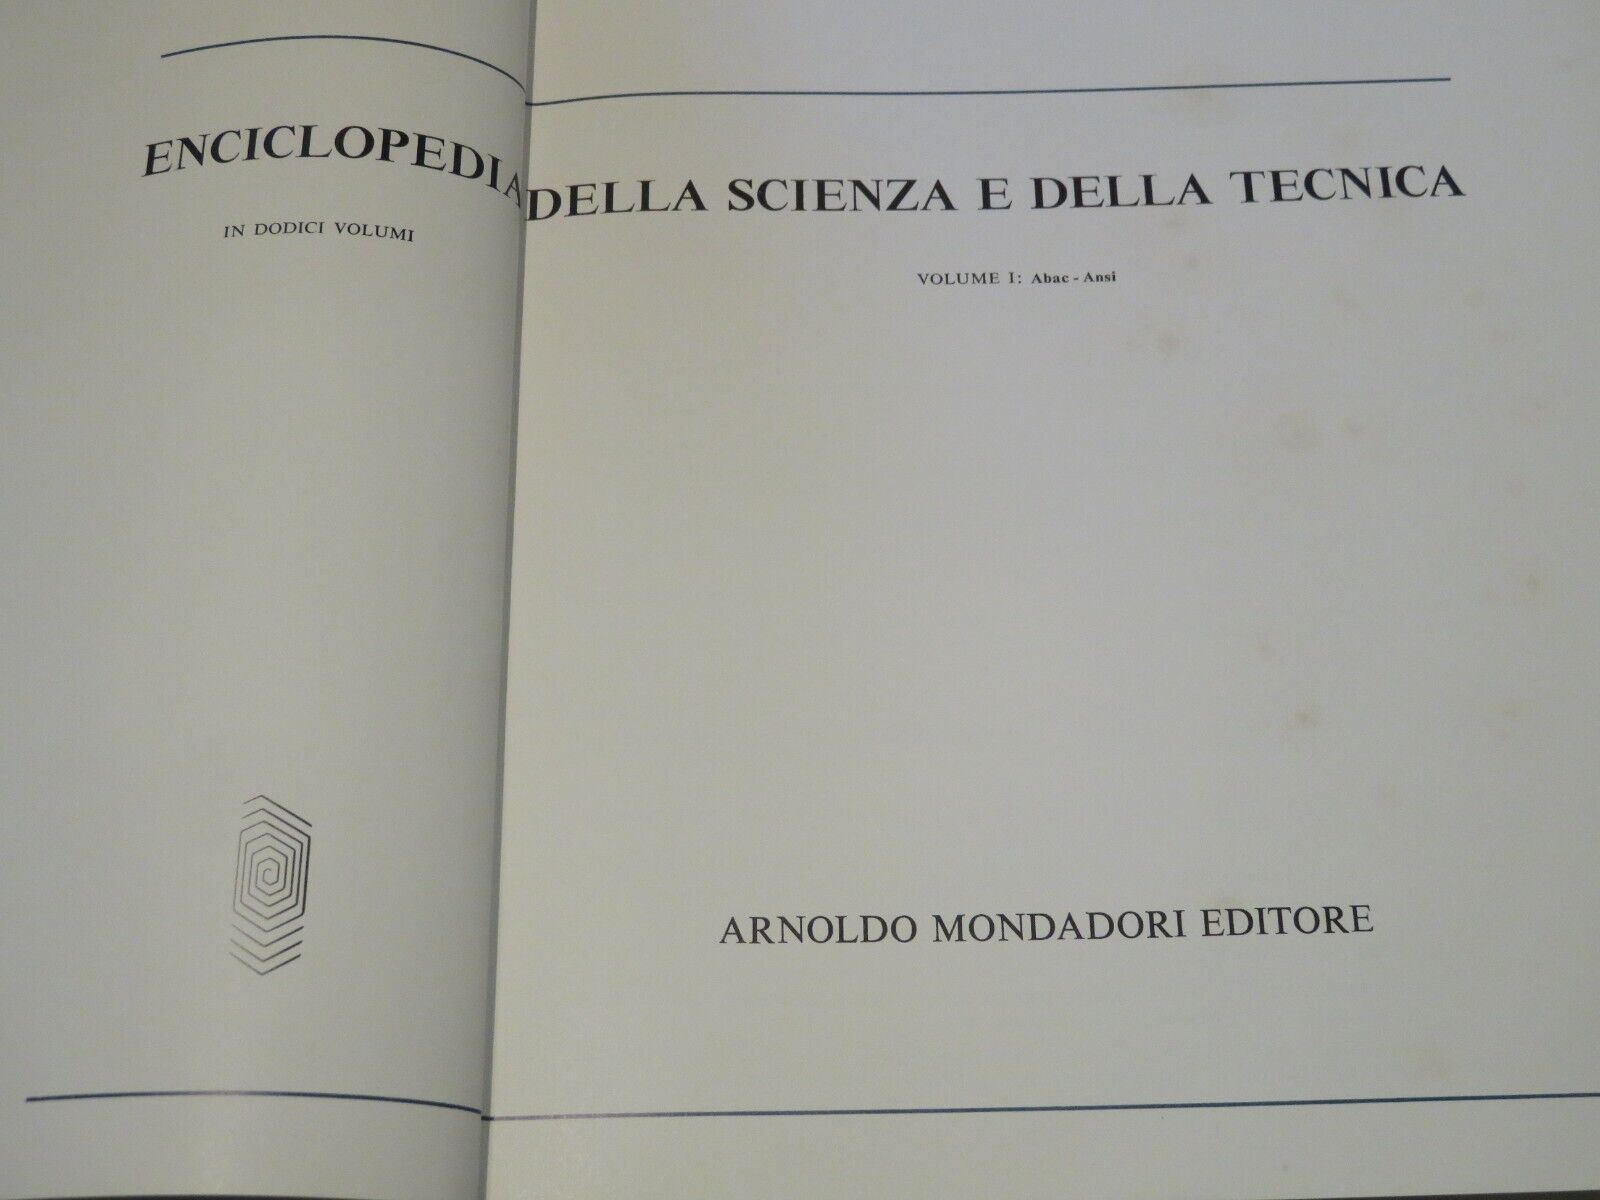 ENCICLOPEDIA DELLA SCIENZA E DELLA TECNICA
IN DODICI VOLUMI
VOLUME I: Abac - Ansi
ARNOLDO MONDADORI EDITORE